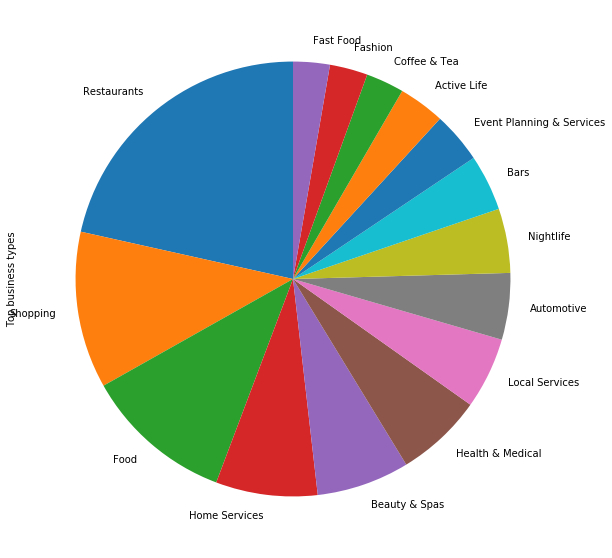 Fast Food
Fashion
Coffee & Tea
Active Life
Restaurants
Event Planning & Services
Bars
Nightlife
Top business types
Shopping
Automotive
Local Services
Food
Health & Medical
Beauty & Spas
Home Services